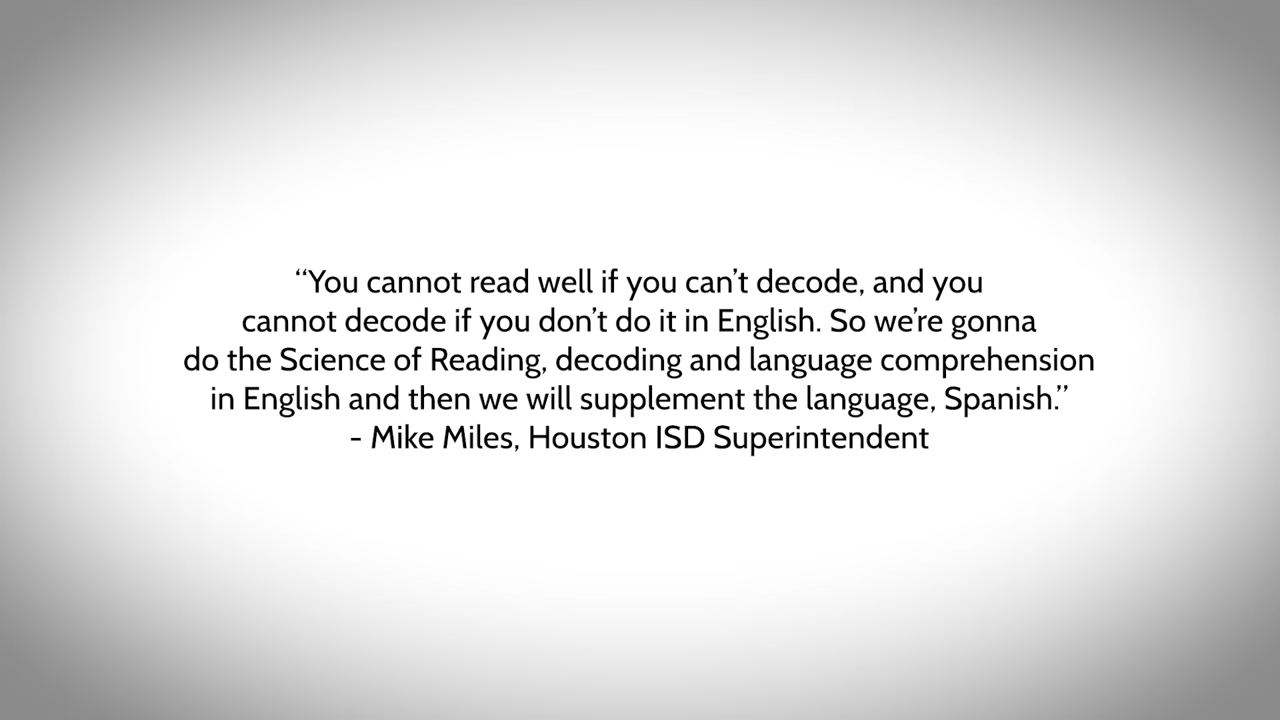 “You cannot read well if you can’t decode, and you
cannot decode if you don’t do it in English. So we’re gonna
do the Science of Reading, decoding and language comprehension
in English and then we will supplement the language, Spanish.”
- Mike Miles, Houston ISD Superintendent